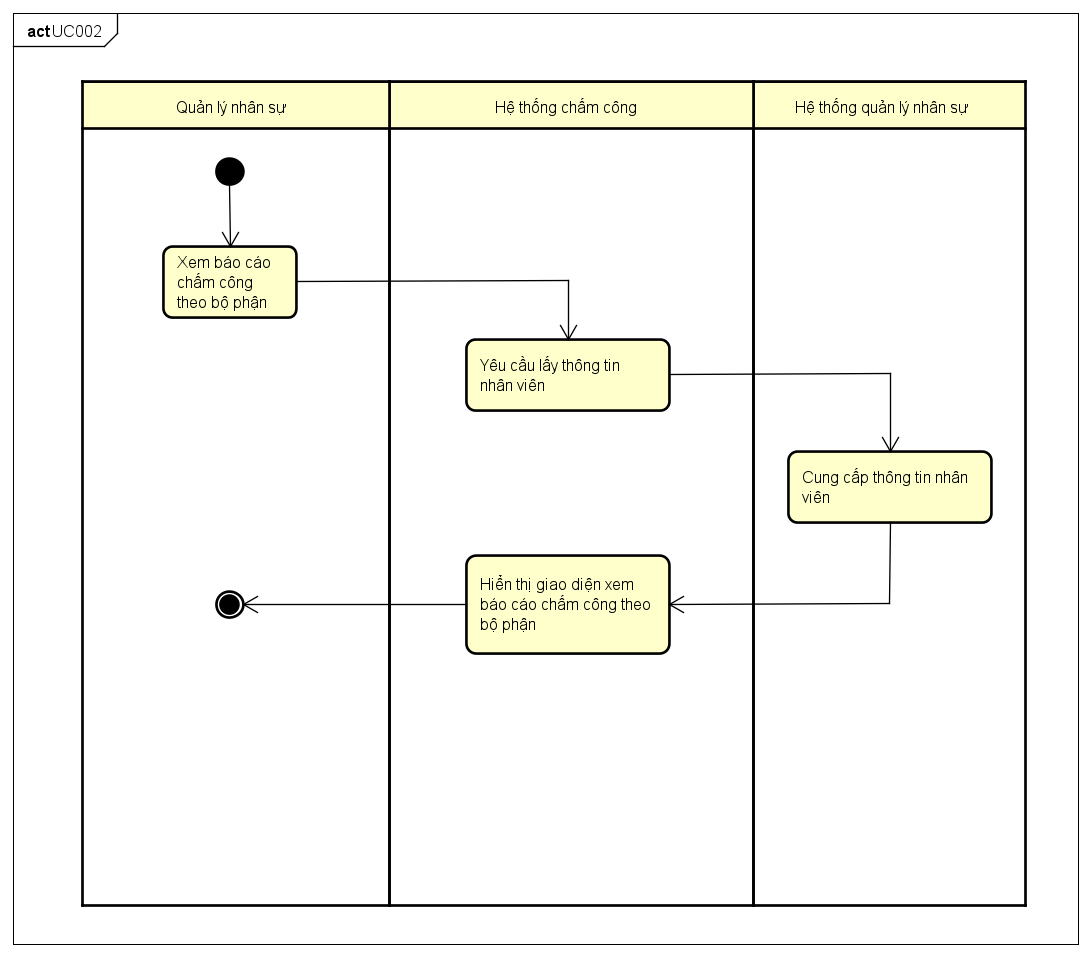 act UC002
Quản lý nhân sự
Hệ thống chấm công
Hệ thống quản lý nhân sự
Xem báo cáo
chấm công
theo bộ phận
Yêu cầu lấy thông tin
nhân viên
Cung cấp thông tin nhân
viên
Hiển thị giao diện xem
báo cáo chấm công theo
bộ phận